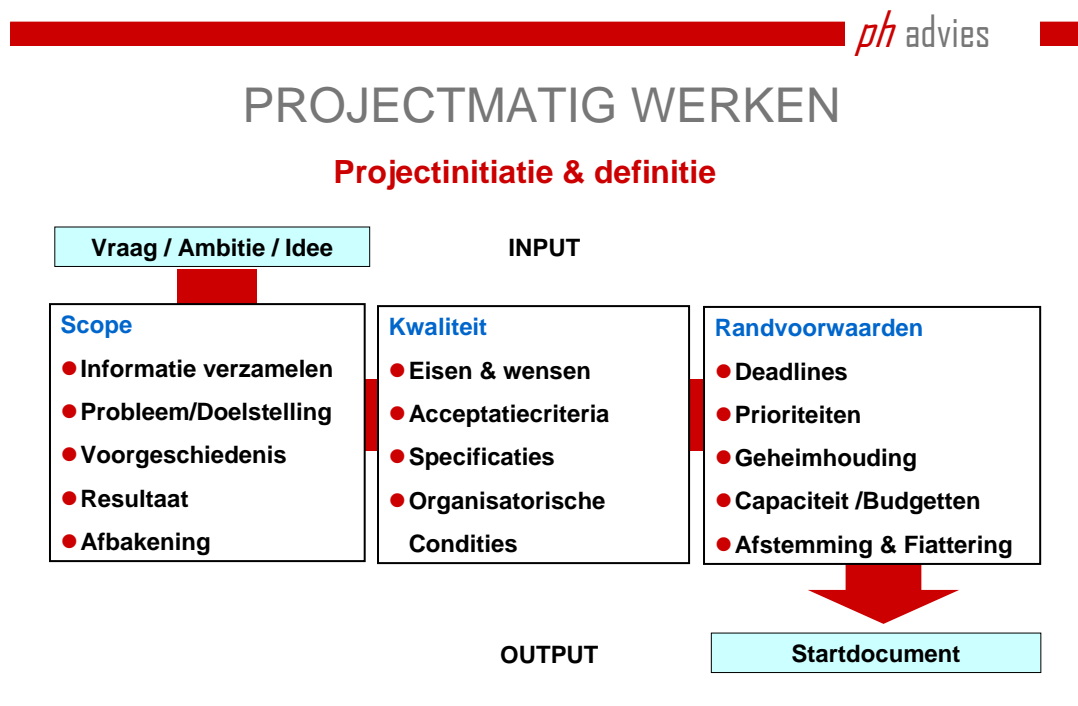 ph advies
PROJECTMATIG WERKEN
Projectinitiatie & definitie
Vraag / Ambitie / Idee
INPUT
Scope
Informatie verzamelen
Probleem/Doelstelling
Voorgeschiedenis
Resultaat
Afbakening
Kwaliteit
Eisen & wensen
Acceptatiecriteria
Specificaties
Organisatorische
Condities
Randvoorwaarden
Deadlines
Prioriteiten
Geheimhouding
Capaciteit /Budgetten
Afstemming & Fiattering
OUTPUT
Startdocument